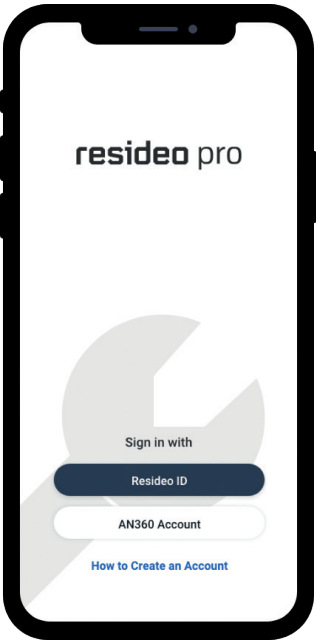 resideo pro
Sign in with
Resideo ID
AN360 Account
How to Create an Account